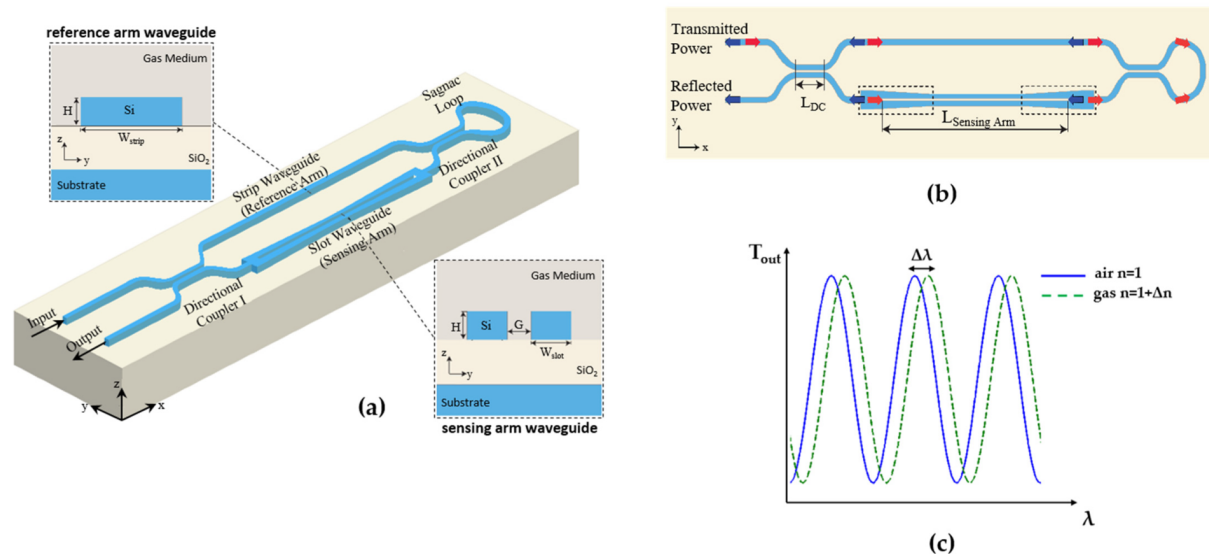 reference arm waveguide
Gas Medium
H
Si
W_strip
z
y
SiO₂
Substrate
Sagnac
Loop
Strip Waveguide
(Reference Arm)
Directional
Coupler II
Slot Waveguide
(Sensing Arm)
Directional
Coupler I
Input
Output
z
y
x
(a)
Gas Medium
H
Si
G
W_slot
z
y
SiO₂
Substrate
sensing arm waveguide
Transmitted
Power
Reflected
Power
L_DC
L_Sensing Arm
y
x
(b)
T_out
Δλ
air n=1
gas n=1+Δn
λ
(c)